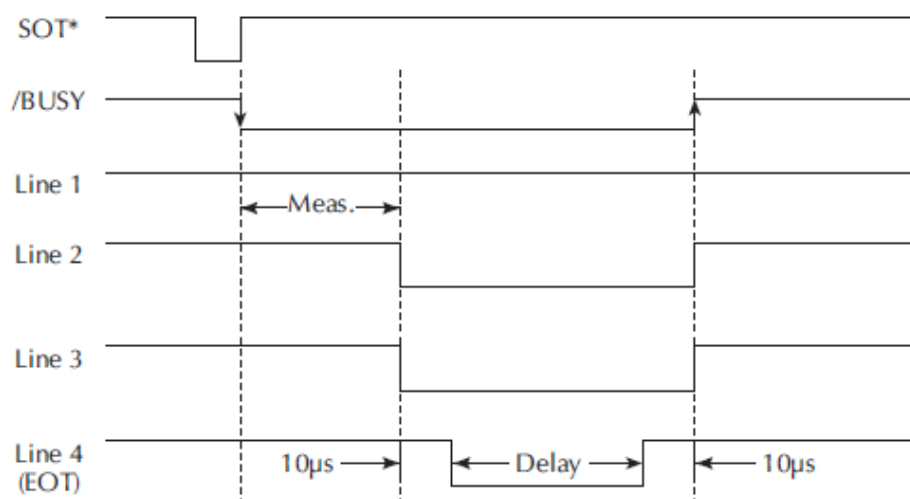 SOT*
/BUSY
Line 1
Meas.
Line 2
Line 3
Line 4
(EOT)
10µs
Delay
10µs